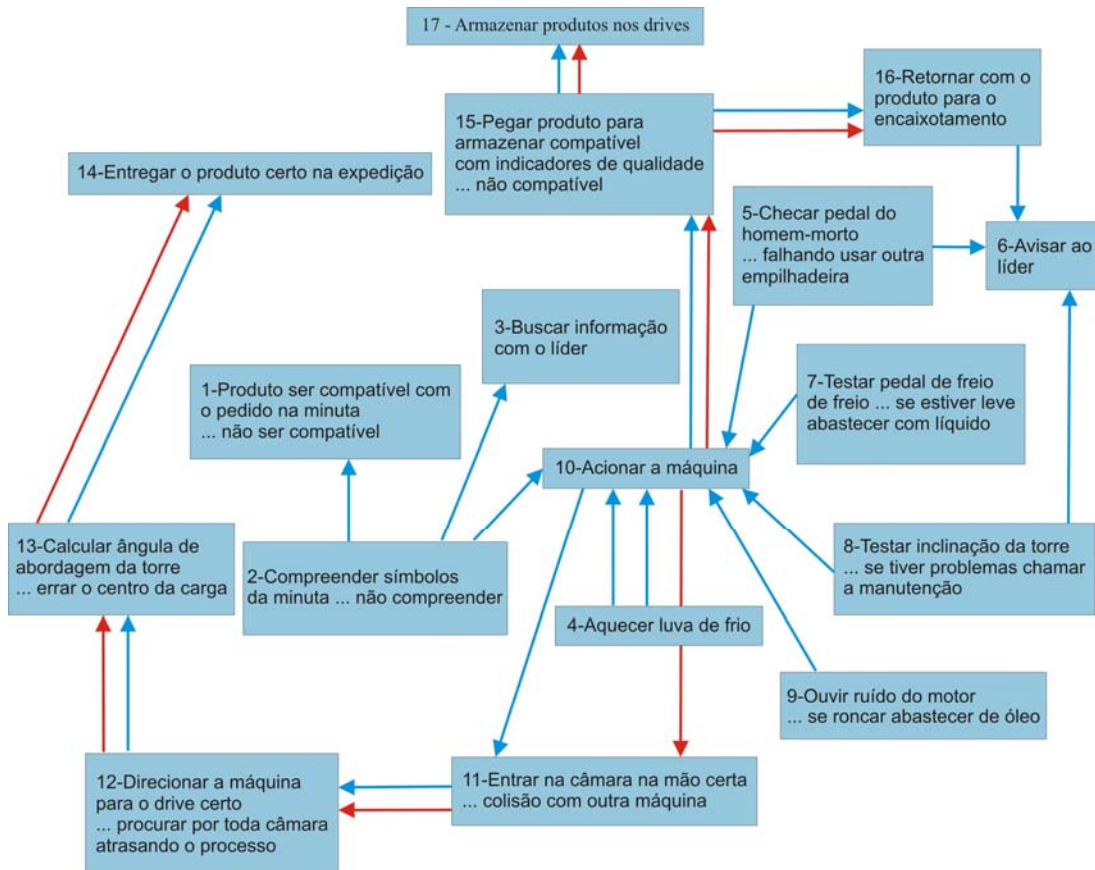 17 - Armazenar produtos nos drives
16-Retornar com o
produto para o
encaixotamento
15-Pegar produto para
armazenar compatível
com indicadores de qualidade
... não compatível
14-Entregar o produto certo na expedição
5-Checar pedal do
homem-morto
... falhando usar outra
empilhadeira
6-Avisar ao
líder
3-Buscar informação
com o líder
1-Produto ser compatível com
o pedido na minuta
... não ser compatível
7-Testar pedal de freio
de freio ... se estiver leve
abastecer com líquido
10-Acionar a máquina
13-Calcular ângula de
abordagem da torre
... errar o centro da carga
2-Compreender símbolos
da minuta ... não compreender
8-Testar inclinação da torre
... se tiver problemas chamar
a manutenção
4-Aquecer luva de frio
9-Ouvir ruído do motor
... se roncar abastecer de óleo
12-Direcionar a máquina
para o drive certo
... procurar por toda câmara
atrasando o processo
11-Entrar na câmara na mão certa
... colisão com outra máquina